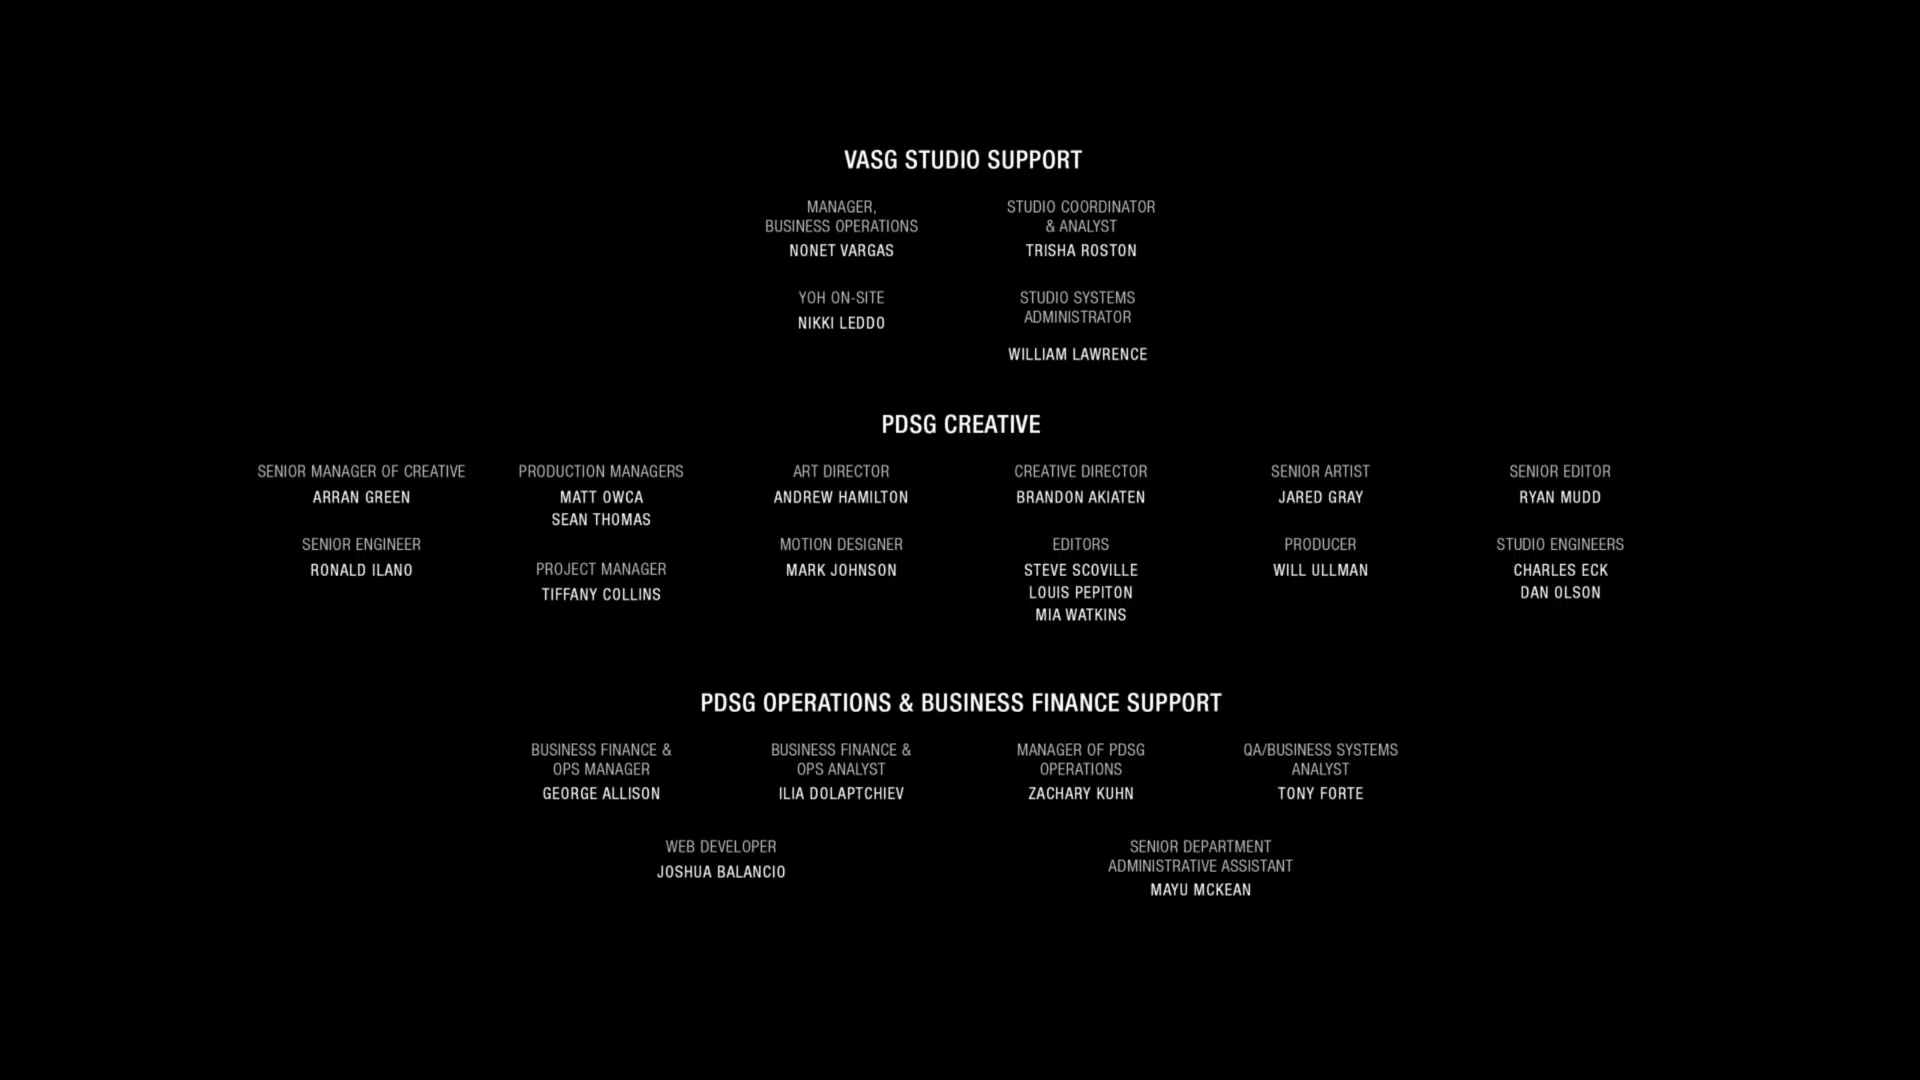 VASG STUDIO SUPPORT
MANAGER,
BUSINESS OPERATIONS
NONET VARGAS
STUDIO COORDINATOR
& ANALYST
TRISHA ROSTON
YOH ON-SITE
NIKKI LEDDO
STUDIO SYSTEMS
ADMINISTRATOR
WILLIAM LAWRENCE
PDSG CREATIVE
SENIOR MANAGER OF CREATIVE
ARRAN GREEN
PRODUCTION MANAGERS
MATT OWCA
SEAN THOMAS
ART DIRECTOR
ANDREW HAMILTON
CREATIVE DIRECTOR
BRANDON AKIATEN
SENIOR ARTIST
JARED GRAY
SENIOR EDITOR
RYAN MUDD
SENIOR ENGINEER
RONALD ILANO
PROJECT MANAGER
TIFFANY COLLINS
MOTION DESIGNER
MARK JOHNSON
EDITORS
STEVE SCOVILLE
LOUIS PEPITON
MIA WATKINS
PRODUCER
WILL ULLMAN
STUDIO ENGINEERS
CHARLES ECK
DAN OLSON
PDSG OPERATIONS & BUSINESS FINANCE SUPPORT
BUSINESS FINANCE &
OPS MANAGER
GEORGE ALLISON
BUSINESS FINANCE &
OPS ANALYST
ILIA DOLAPTCHIEV
MANAGER OF PDSG
OPERATIONS
ZACHARY KUHN
QA/BUSINESS SYSTEMS
ANALYST
TONY FORTE
WEB DEVELOPER
JOSHUA BALANCIO
SENIOR DEPARTMENT
ADMINISTRATIVE ASSISTANT
MAYU MCKEAN